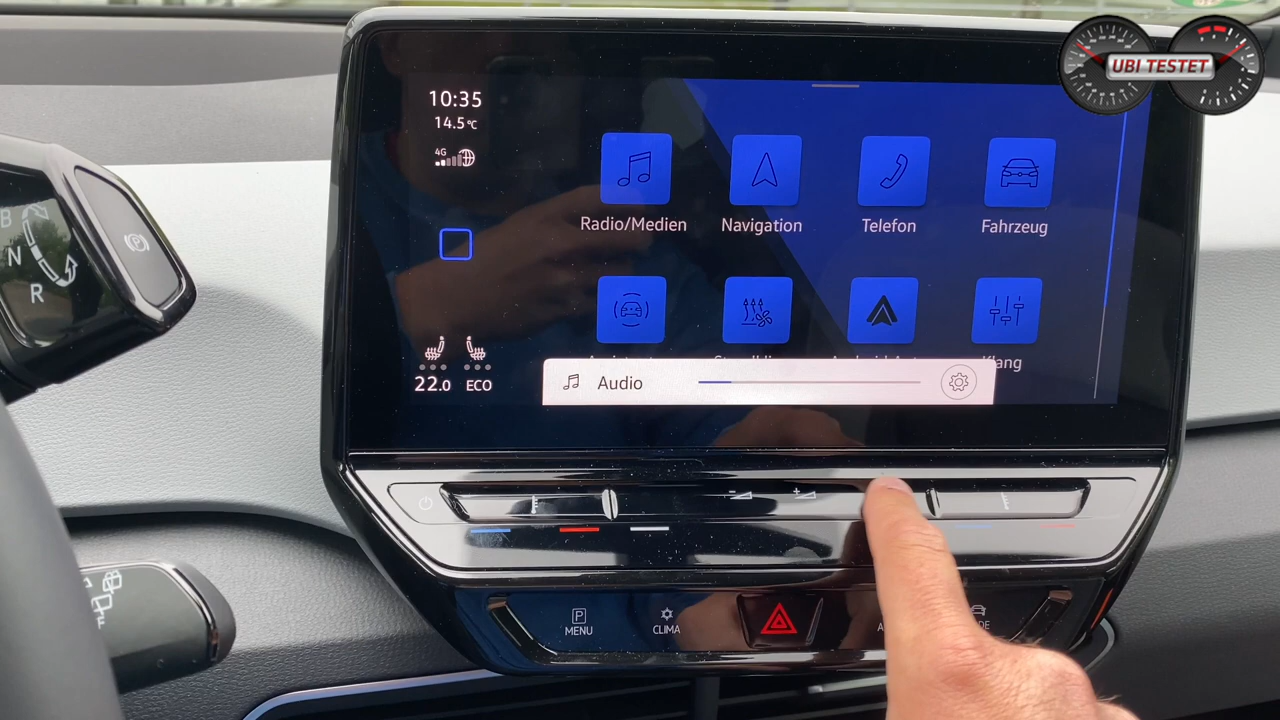 UBI TESTET
10:35
14.5°C
4G
Radio/Medien
Navigation
Telefon
Fahrzeug
Klang
22.0
ECO
Audio
B
N
R
P
P
MENU
CLIMA